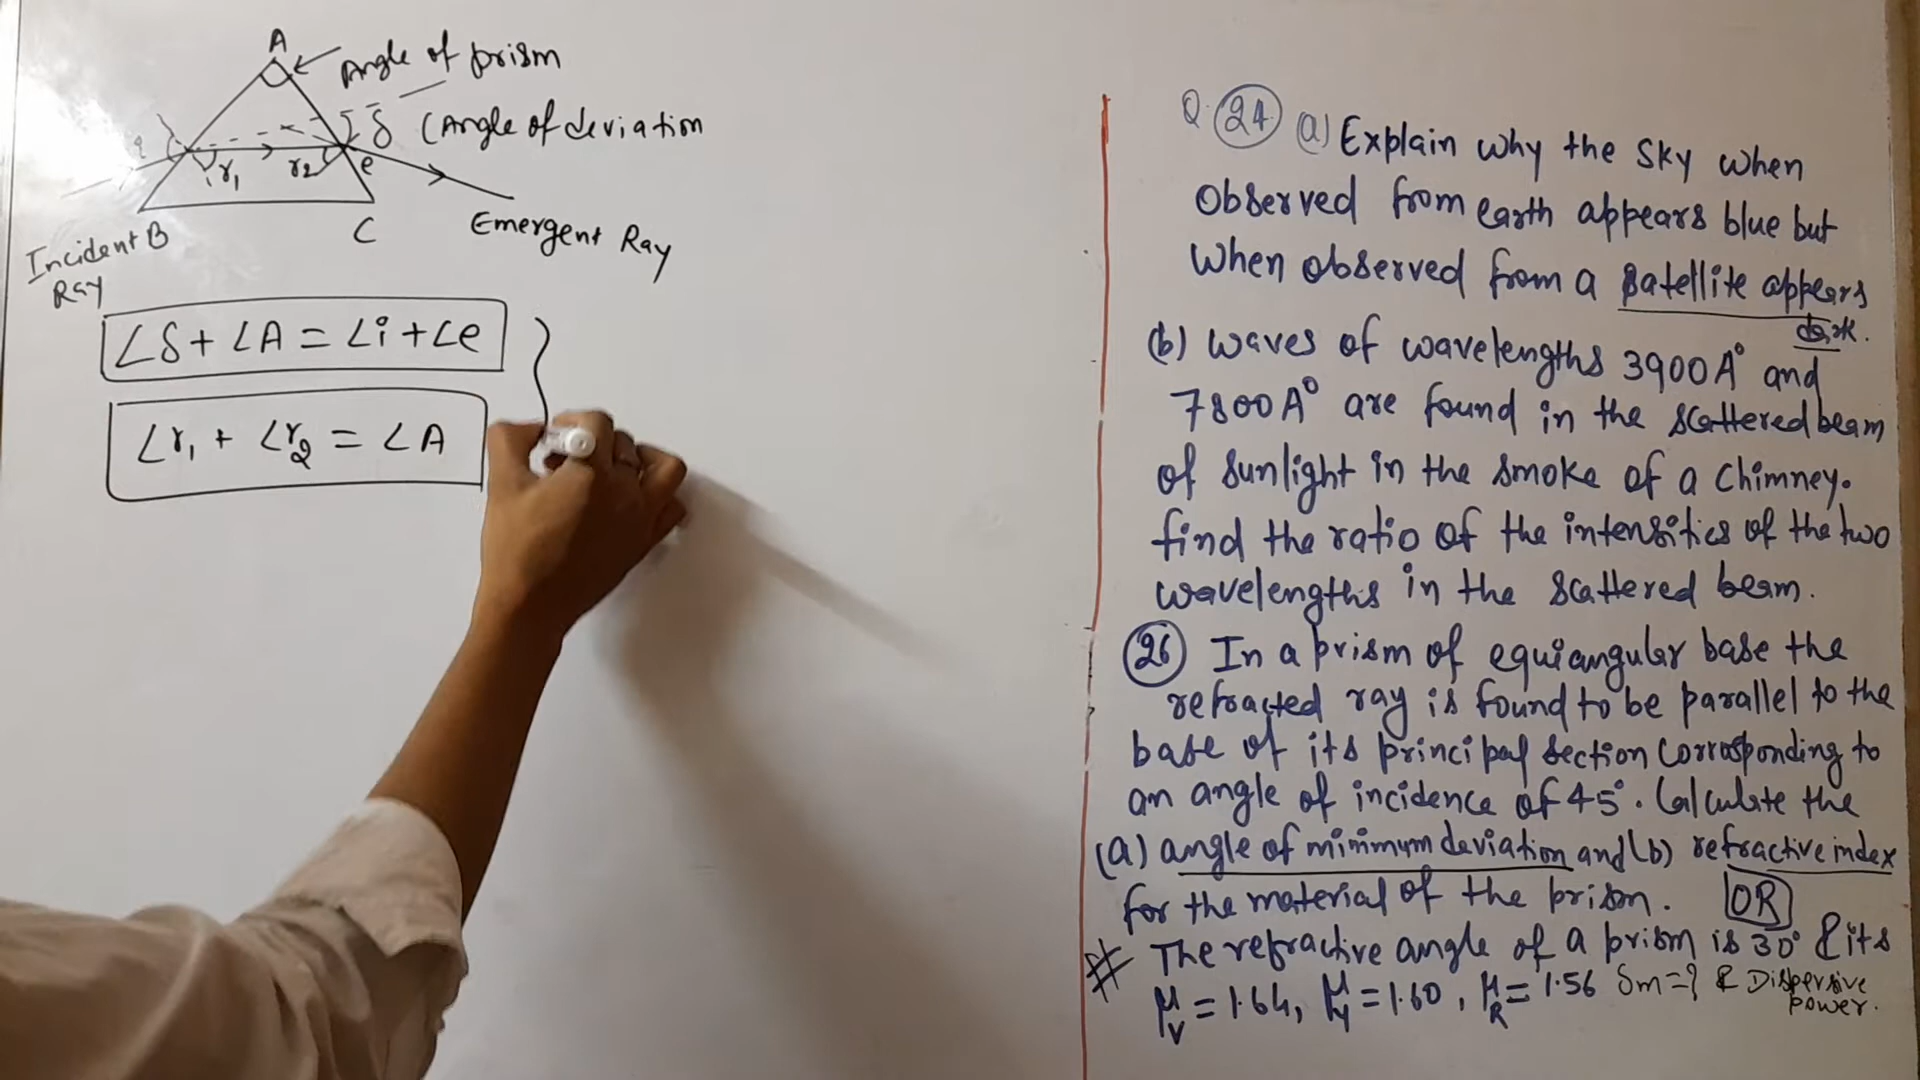 A
Angle of prism
δ (Angle of deviation
i
r₁
r₂
e
B
C
Incident
Ray
Emergent Ray
∠δ + ∠A = ∠i + ∠e
∠r₁ + ∠r₂ = ∠A
Q. 24 (a) Explain why the sky when
observed from earth appears blue but
when observed from a satellite appears
dark.
(b) waves of wavelengths 3900 A° and
7800 A° are found in the scattered beam
of sunlight in the smoke of a chimney.
find the ratio of the intensities of the two
wavelengths in the scattered beam.
26 In a prism of equiangular base the
refracted ray is found to be parallel to the
base of its principal section corrosponding to
an angle of incidence of 45°. Calculate the
(a) angle of minimum deviation and (b) refractive index
for the material of the prism. OR
# The refractive angle of a prism is 30° & its
μ_V = 1.64, μ_Y = 1.60, μ_R = 1.56 δm = ? & Dispersive
power.